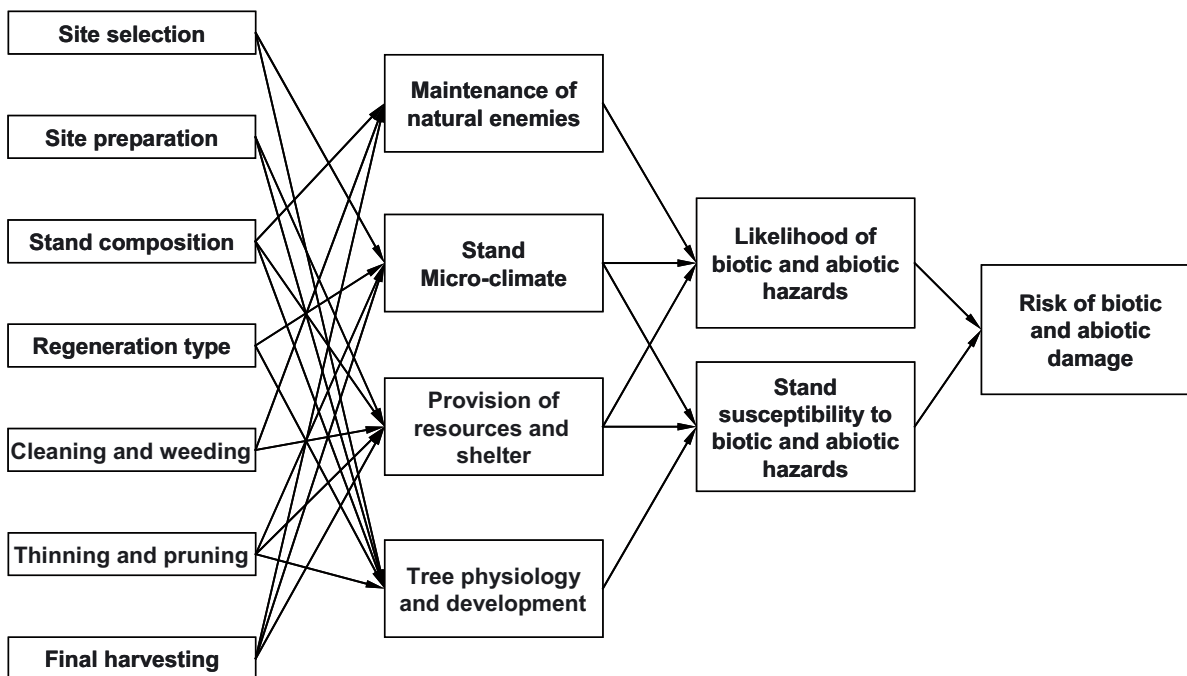 Site selection
Site preparation
Stand composition
Regeneration type
Cleaning and weeding
Thinning and pruning
Final harvesting
Maintenance of
natural enemies
Stand
Micro-climate
Provision of
resources and
shelter
Tree physiology
and development
Likelihood of
biotic and abiotic
hazards
Stand
susceptibility to
biotic and abiotic
hazards
Risk of biotic
and abiotic
damage